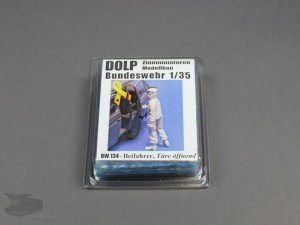 DOLP Zinnminiaturen
Modellbau
Bundeswehr 1/35
BW 134 - Beifahrer, Türe öffnend